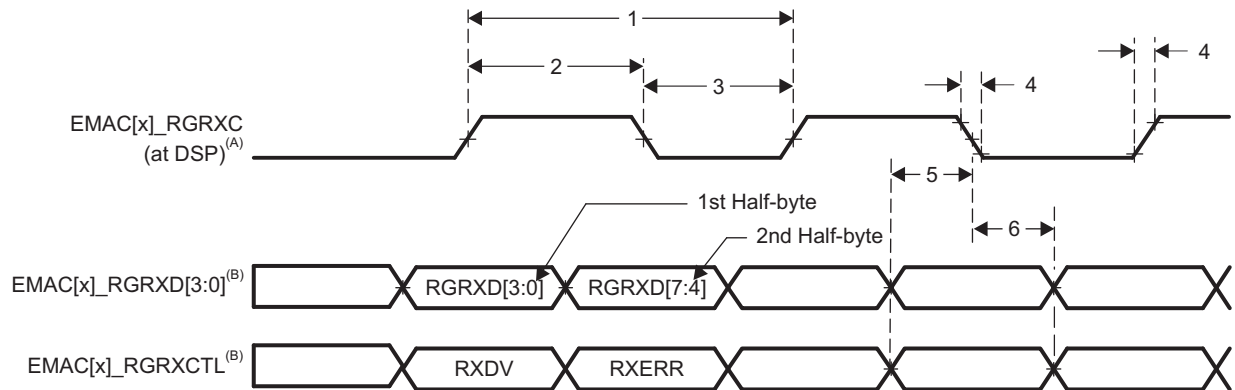 1
2
4
3
4
EMAC[x]_RGRXC
(at DSP)(A)
5
1st Half-byte
2nd Half-byte
6
EMAC[x]_RGRXD[3:0](B)
RGRXD[3:0]
RGRXD[7:4]
EMAC[x]_RGRXCTL(B)
RXDV
RXERR